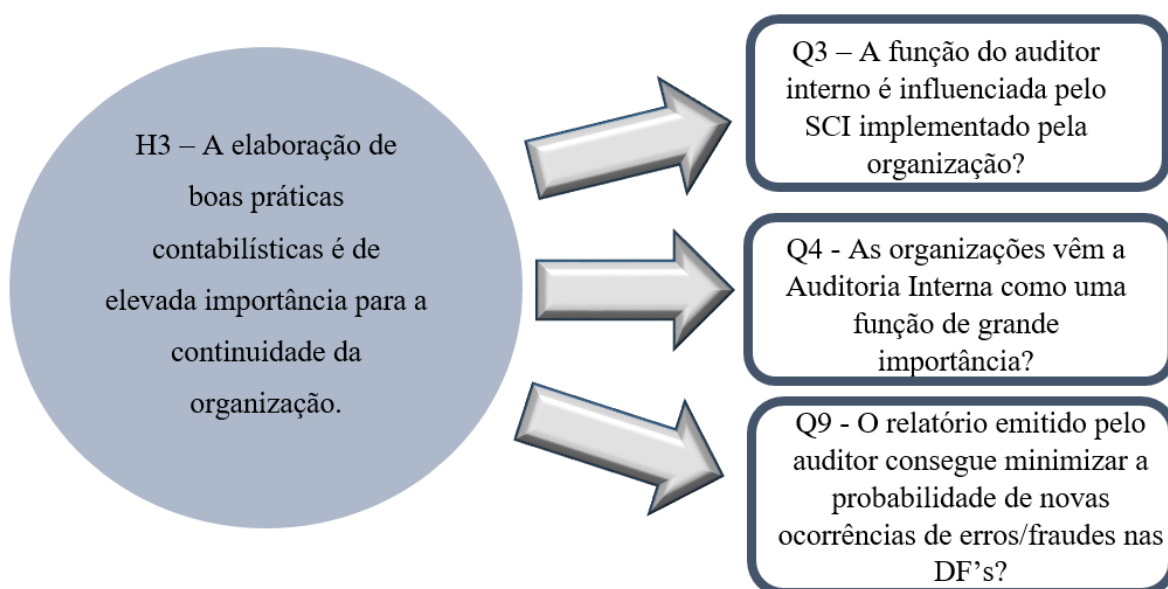 H3 – A elaboração de
boas práticas
contabilísticas é de
elevada importância para a
continuidade da
organização.
Q3 – A função do auditor
interno é influenciada pelo
SCI implementado pela
organização?
Q4 - As organizações vêm a
Auditoria Interna como uma
função de grande
importância?
Q9 - O relatório emitido pelo
auditor consegue minimizar a
probabilidade de novas
ocorrências de erros/fraudes nas
DF’s?